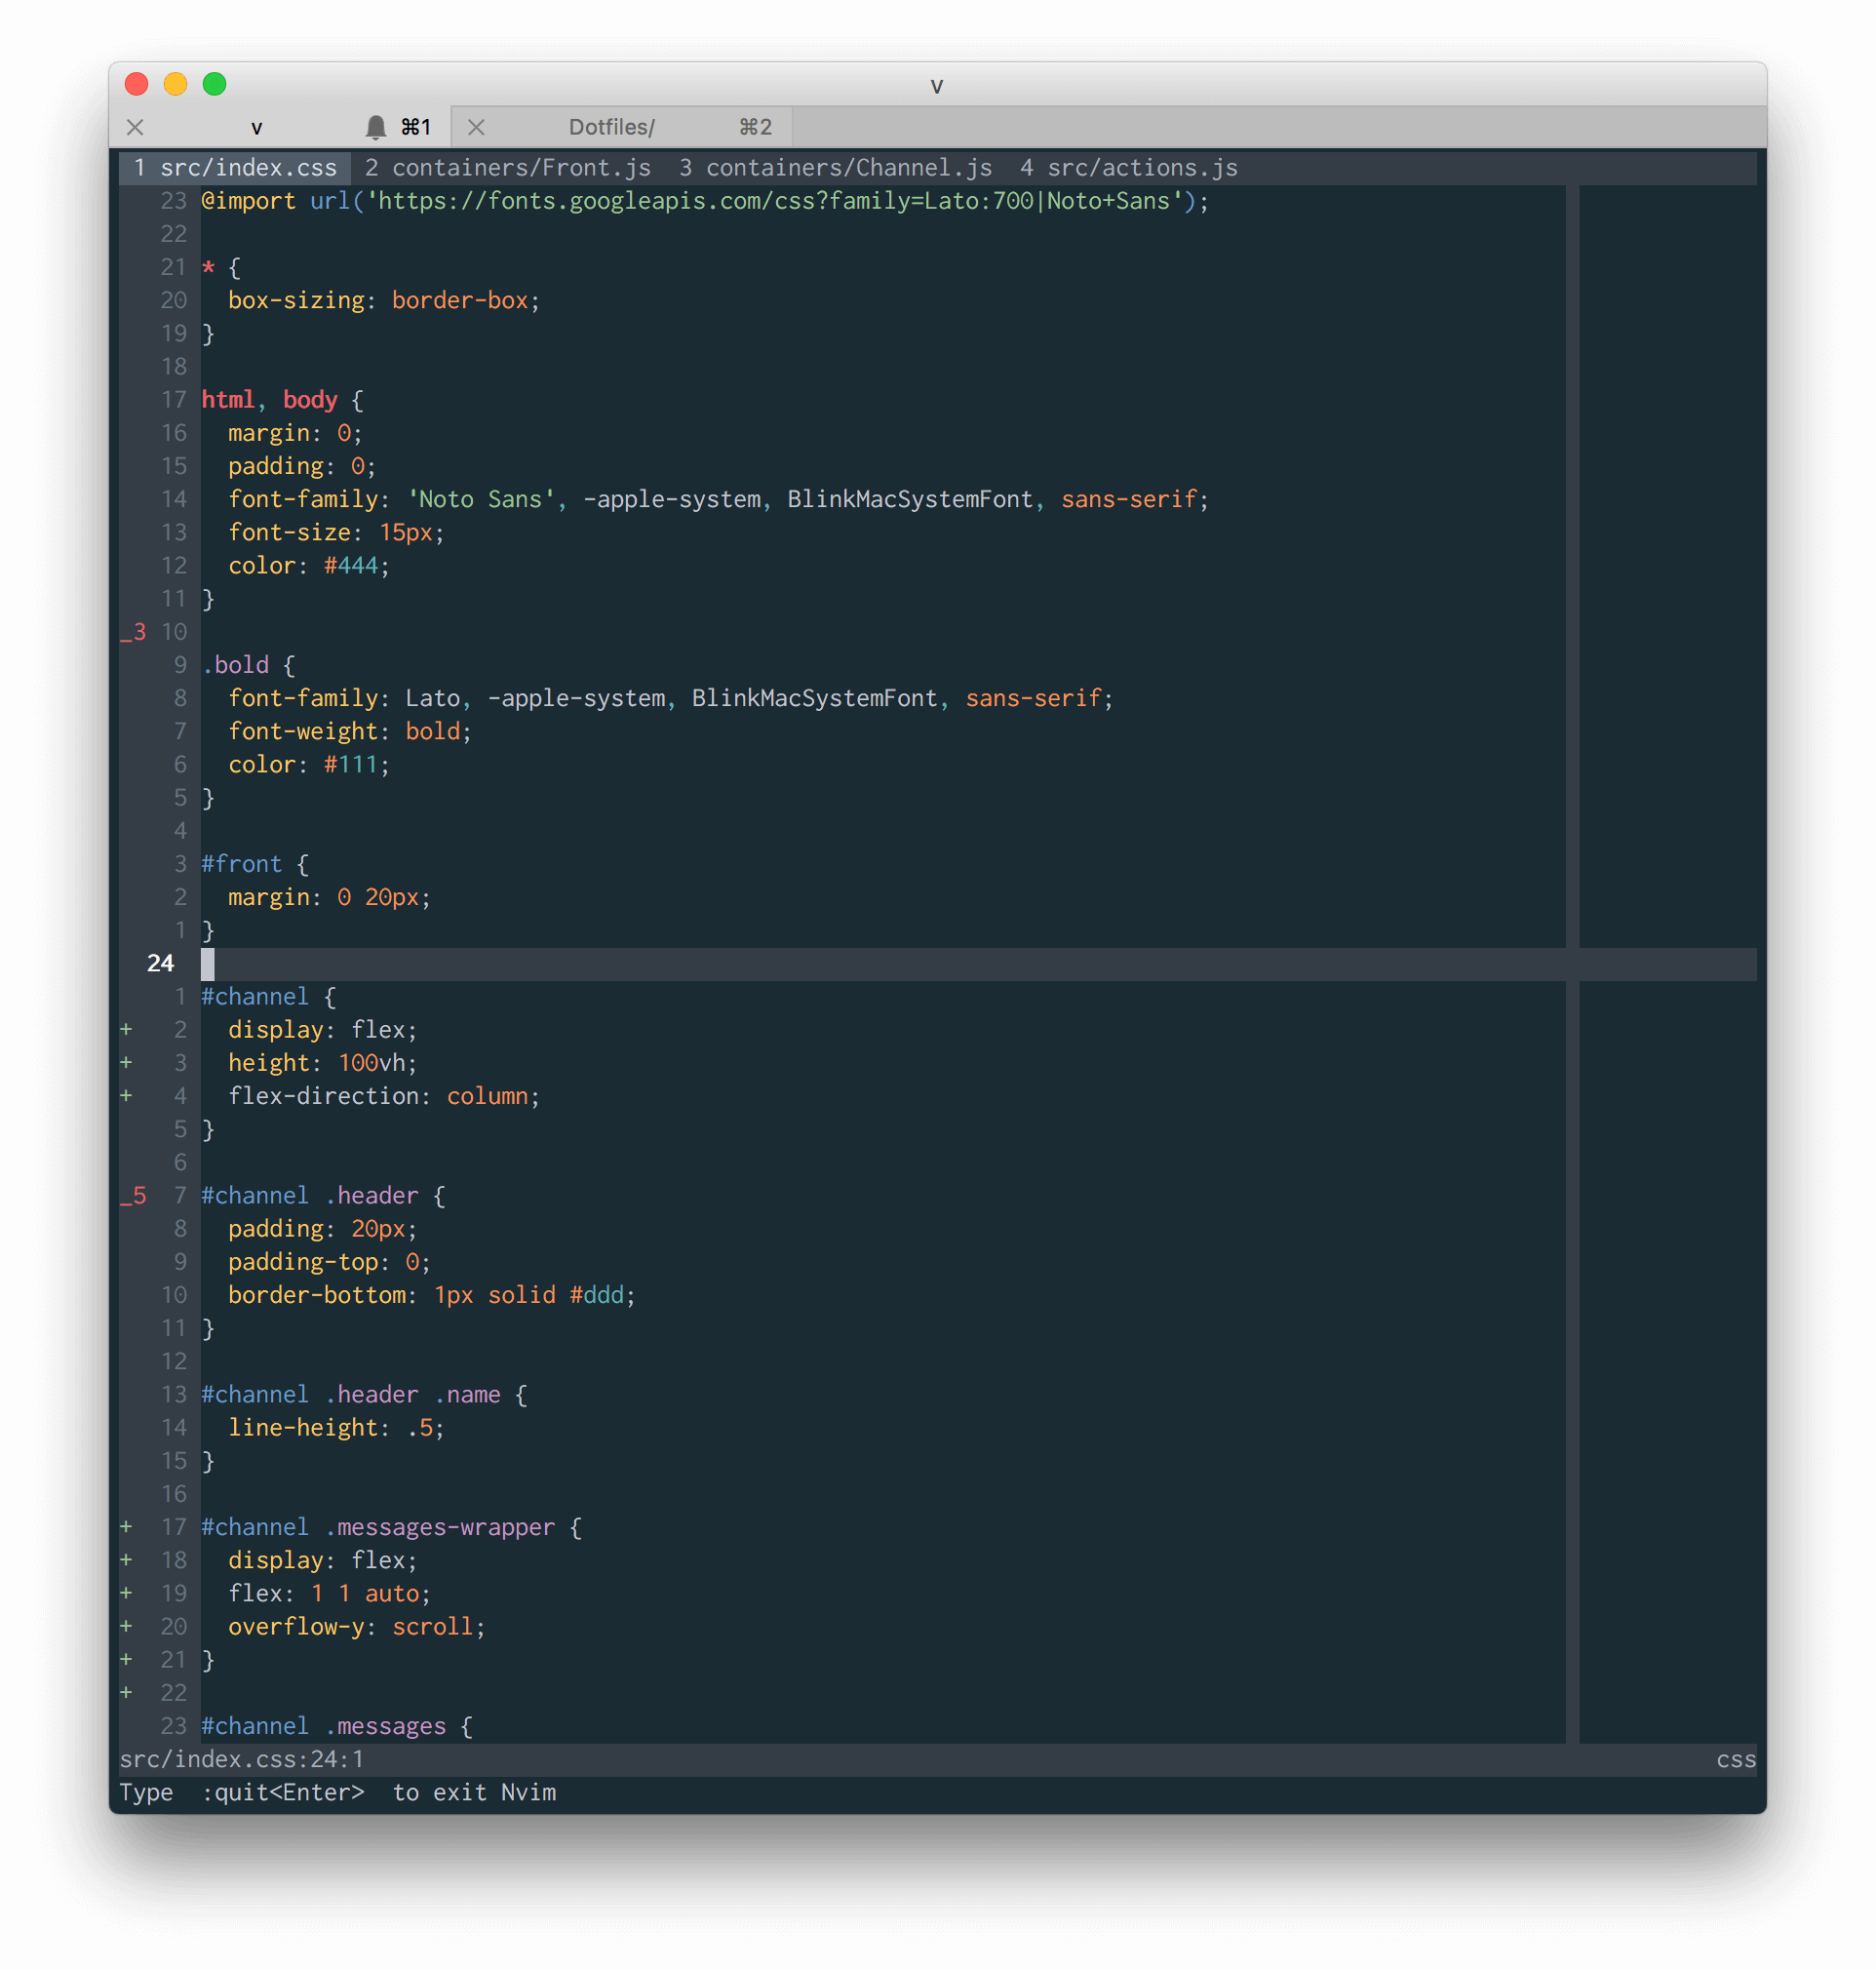 v
v ⌘1 Dotfiles/ ⌘2
1 src/index.css 2 containers/Front.js 3 containers/Channel.js 4 src/actions.js
23 @import url('https://fonts.googleapis.com/css?family=Lato:700|Noto+Sans');
22
21 * {
20   box-sizing: border-box;
19 }
18
17 html, body {
16   margin: 0;
15   padding: 0;
14   font-family: 'Noto Sans', -apple-system, BlinkMacSystemFont, sans-serif;
13   font-size: 15px;
12   color: #444;
11 }
_3 10
9 .bold {
8   font-family: Lato, -apple-system, BlinkMacSystemFont, sans-serif;
7   font-weight: bold;
6   color: #111;
5 }
4
3 #front {
2   margin: 0 20px;
1 }
24
1 #channel {
+ 2   display: flex;
+ 3   height: 100vh;
+ 4   flex-direction: column;
5 }
6
_5 7 #channel .header {
8   padding: 20px;
9   padding-top: 0;
10   border-bottom: 1px solid #ddd;
11 }
12
13 #channel .header .name {
14   line-height: .5;
15 }
16
+ 17 #channel .messages-wrapper {
+ 18   display: flex;
+ 19   flex: 1 1 auto;
+ 20   overflow-y: scroll;
+ 21 }
+ 22
23 #channel .messages {
src/index.css:24:1 css
Type  :quit<Enter>  to exit Nvim